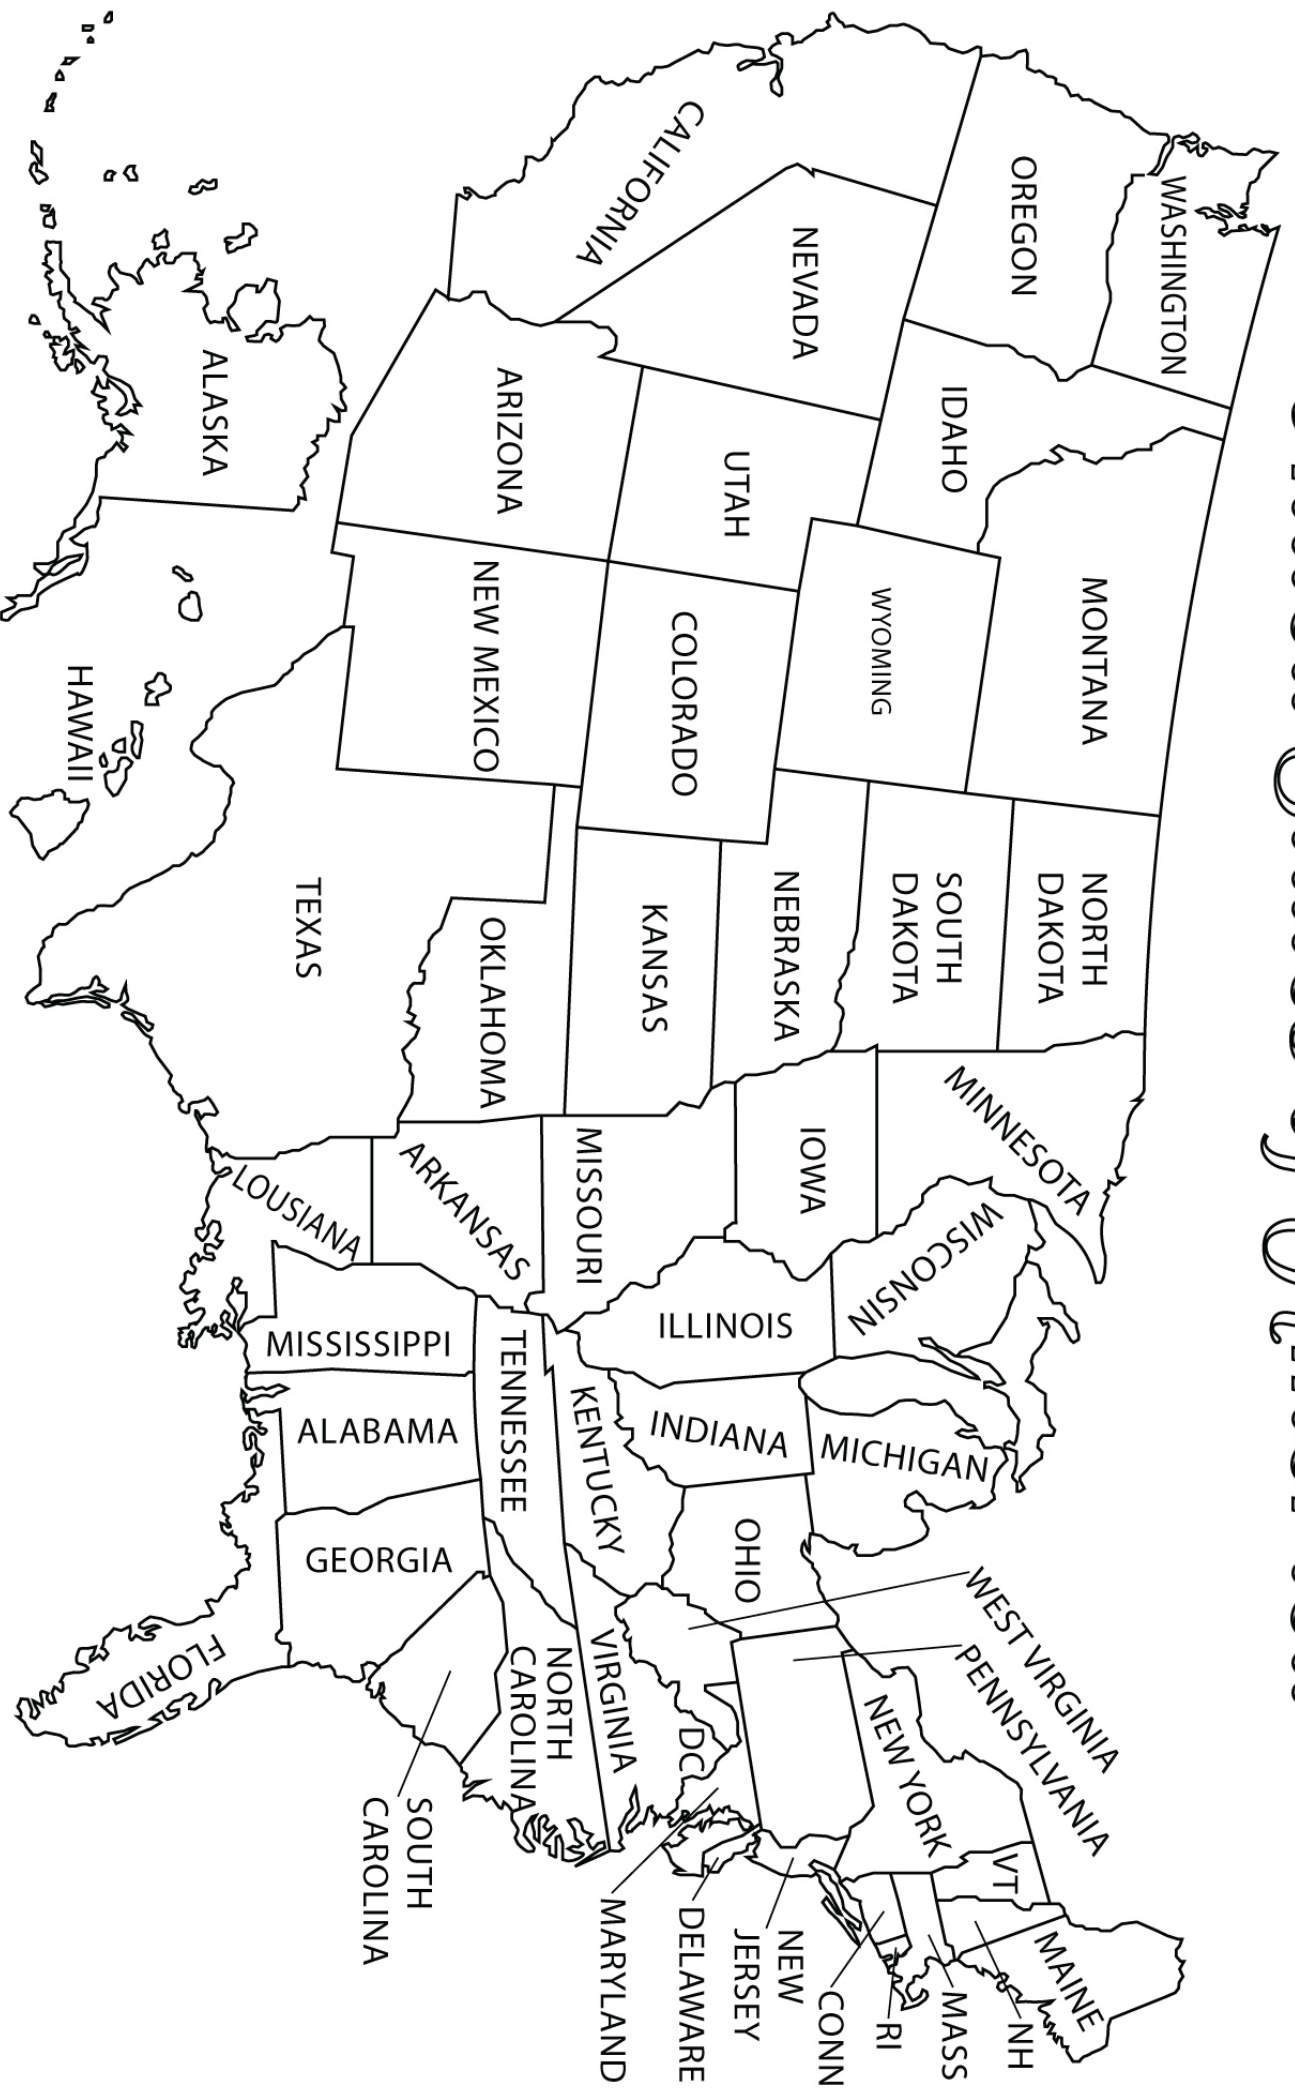 WASHINGTON
OREGON
CALIFORNIA
NEVADA
IDAHO
MONTANA
WYOMING
UTAH
ARIZONA
COLORADO
NEW MEXICO
NORTH
DAKOTA
SOUTH
DAKOTA
NEBRASKA
KANSAS
OKLAHOMA
TEXAS
MINNESOTA
IOWA
MISSOURI
ARKANSAS
LOUSIANA
WISCONSIN
ILLINOIS
MICHIGAN
INDIANA
OHIO
KENTUCKY
TENNESSEE
MISSISSIPPI
ALABAMA
GEORGIA
FLORIDA
SOUTH
CAROLINA
NORTH
CAROLINA
VIRGINIA
WEST VIRGINIA
PENNSYLVANIA
NEW YORK
VT
MAINE
NH
MASS
RI
CONN
NEW
JERSEY
DELAWARE
MARYLAND
DC
ALASKA
HAWAII